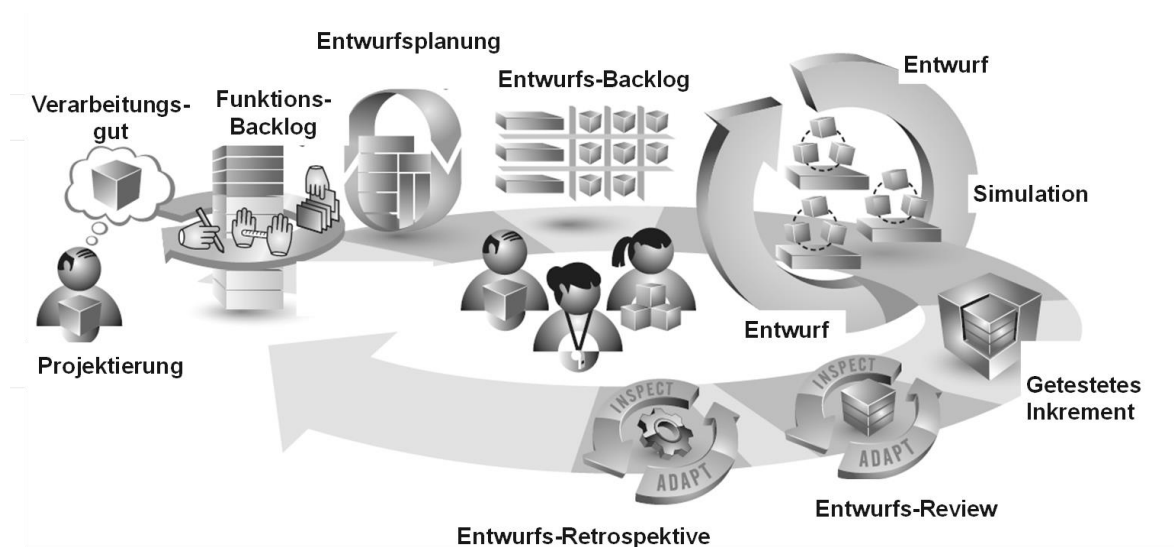 Entwurfsplanung
Entwurfs-Backlog
Entwurf
Verarbeitungs-
gut
Funktions-
Backlog
Simulation
Entwurf
Projektierung
Getestetes
Inkrement
INSPECT
ADAPT
INSPECT
ADAPT
Entwurfs-Review
Entwurfs-Retrospektive